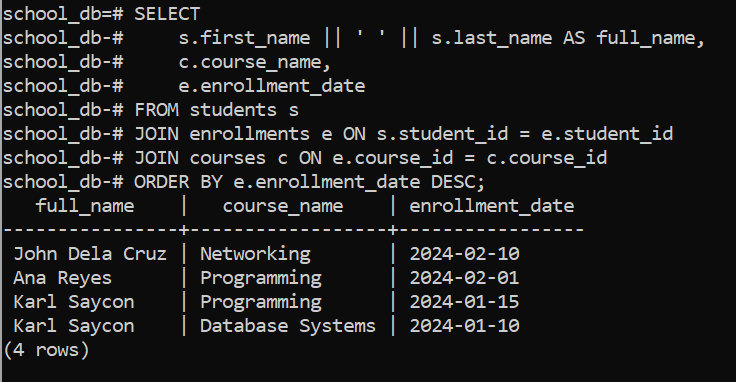 school_db=# SELECT
school_db-#     s.first_name || ' ' || s.last_name AS full_name,
school_db-#     c.course_name,
school_db-#     e.enrollment_date
school_db-# FROM students s
school_db-# JOIN enrollments e ON s.student_id = e.student_id
school_db-# JOIN courses c ON e.course_id = c.course_id
school_db-# ORDER BY e.enrollment_date DESC;
   full_name    |   course_name    | enrollment_date
----------------+------------------+-----------------
 John Dela Cruz | Networking       | 2024-02-10
 Ana Reyes      | Programming      | 2024-02-01
 Karl Saycon    | Programming      | 2024-01-15
 Karl Saycon    | Database Systems | 2024-01-10
(4 rows)